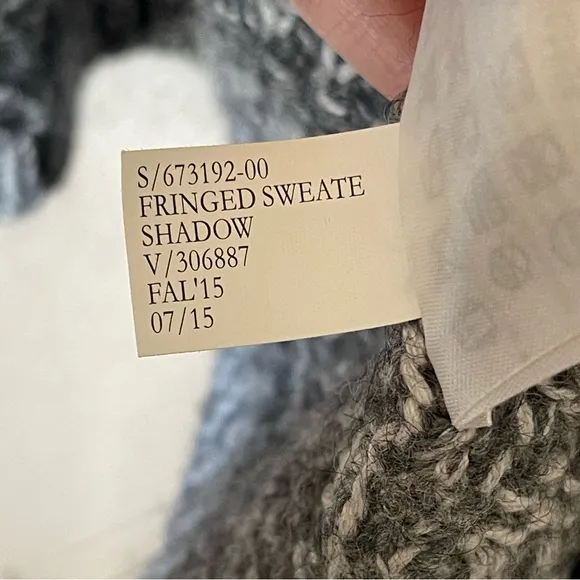 S/673192-00
FRINGED SWEATE
SHADOW
V/306887
FAL'15
07/15